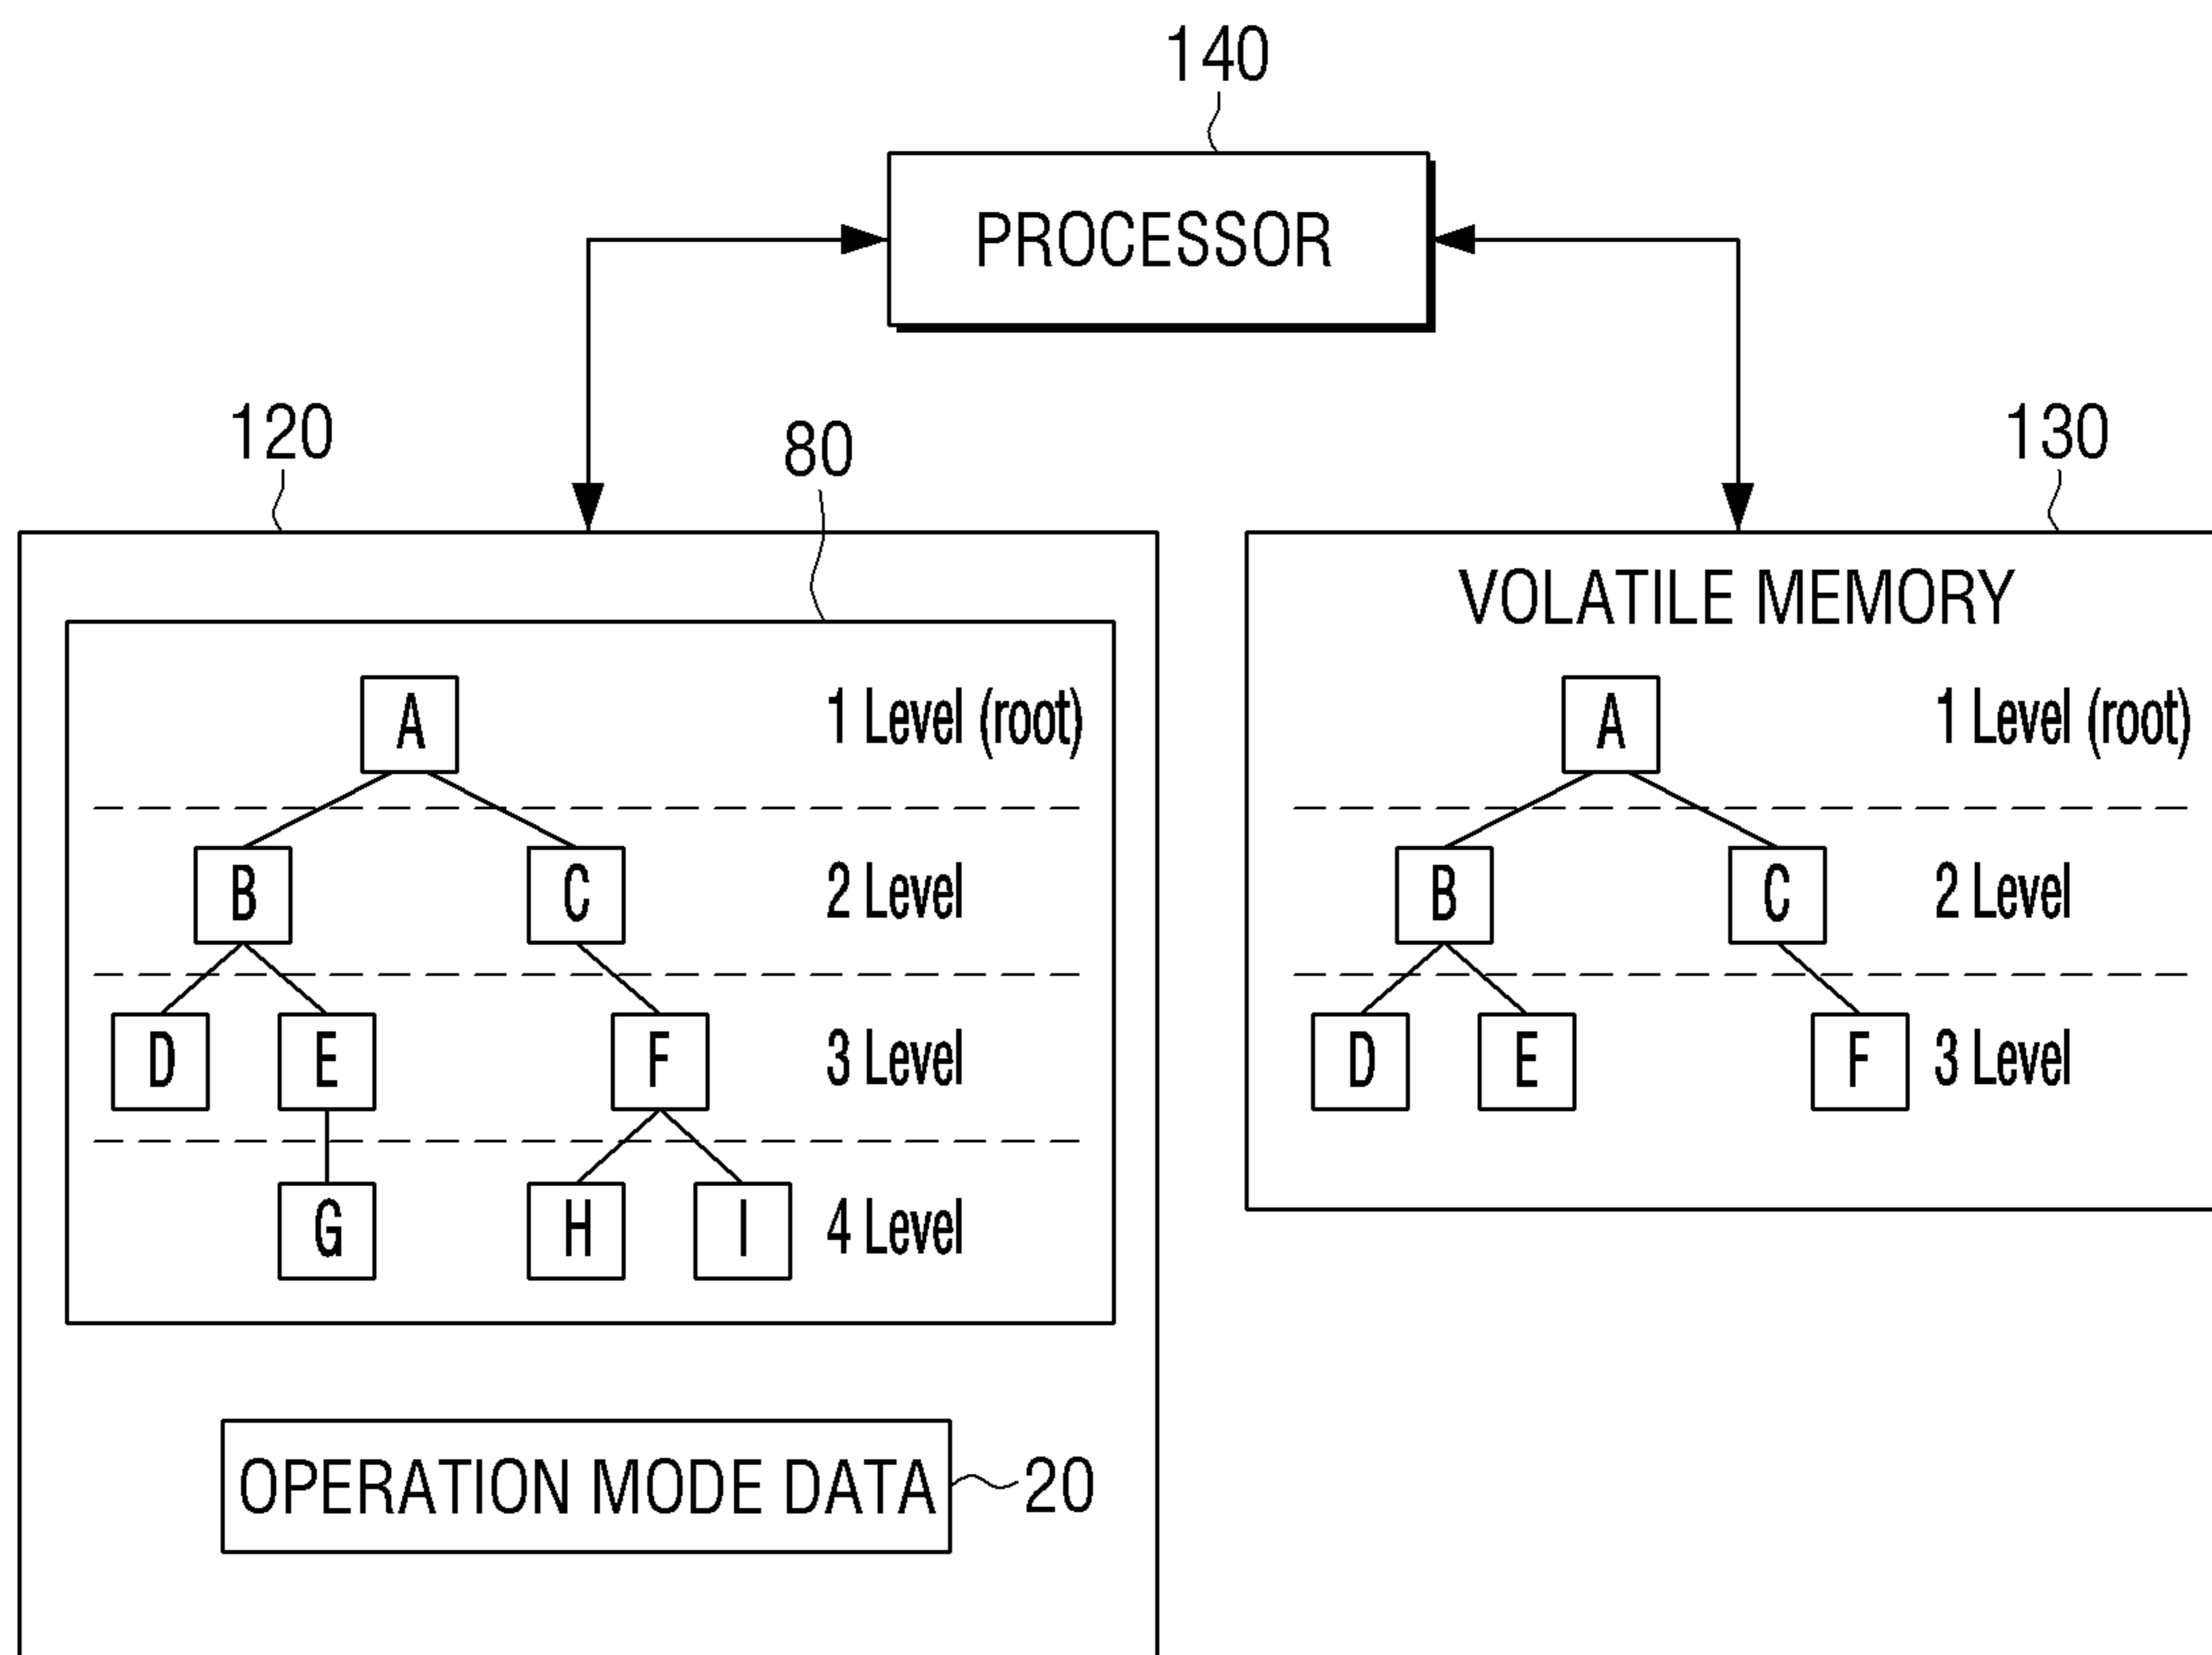 140
PROCESSOR
120
80
130
VOLATILE MEMORY
A
1 Level (root)
B
C
2 Level
D
E
F
3 Level
G
H
I
4 Level
A
1 Level (root)
B
C
2 Level
D
E
F
3 Level
OPERATION MODE DATA
20